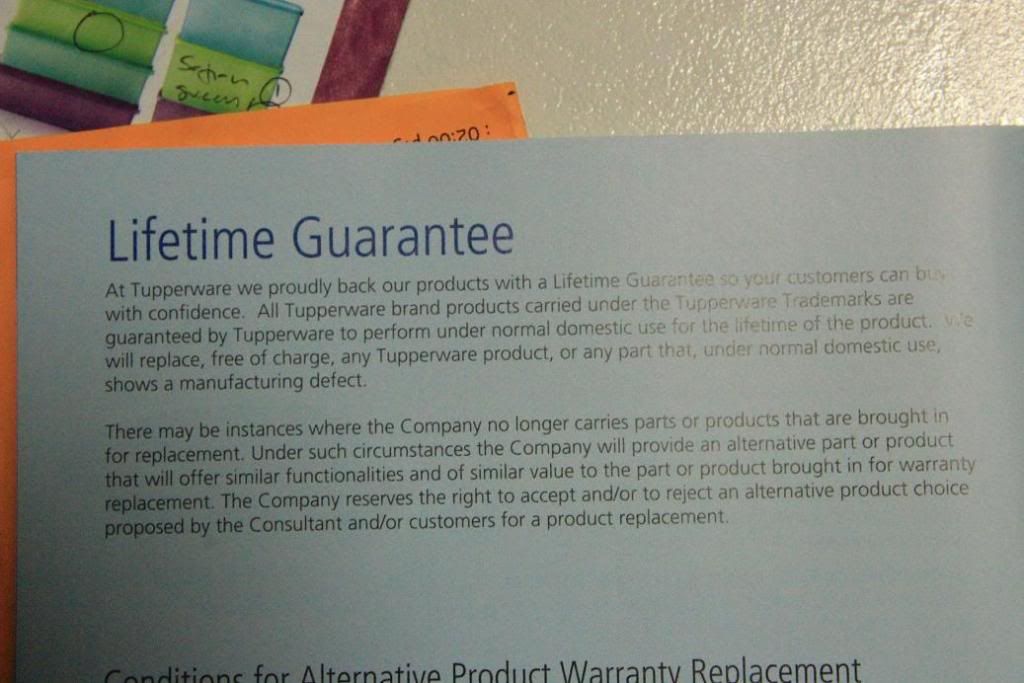 Lifetime Guarantee
At Tupperware we proudly back our products with a Lifetime Guarantee so your customers can buy
with confidence. All Tupperware brand products carried under the Tupperware Trademarks are
guaranteed by Tupperware to perform under normal domestic use for the lifetime of the product. We
will replace, free of charge, any Tupperware product, or any part that, under normal domestic use,
shows a manufacturing defect.
There may be instances where the Company no longer carries parts or products that are brought in
for replacement. Under such circumstances the Company will provide an alternative part or product
that will offer similar functionalities and of similar value to the part or product brought in for warranty
replacement. The Company reserves the right to accept and/or to reject an alternative product choice
proposed by the Consultant and/or customers for a product replacement.
Conditions for Alternative Product Warranty Replacement